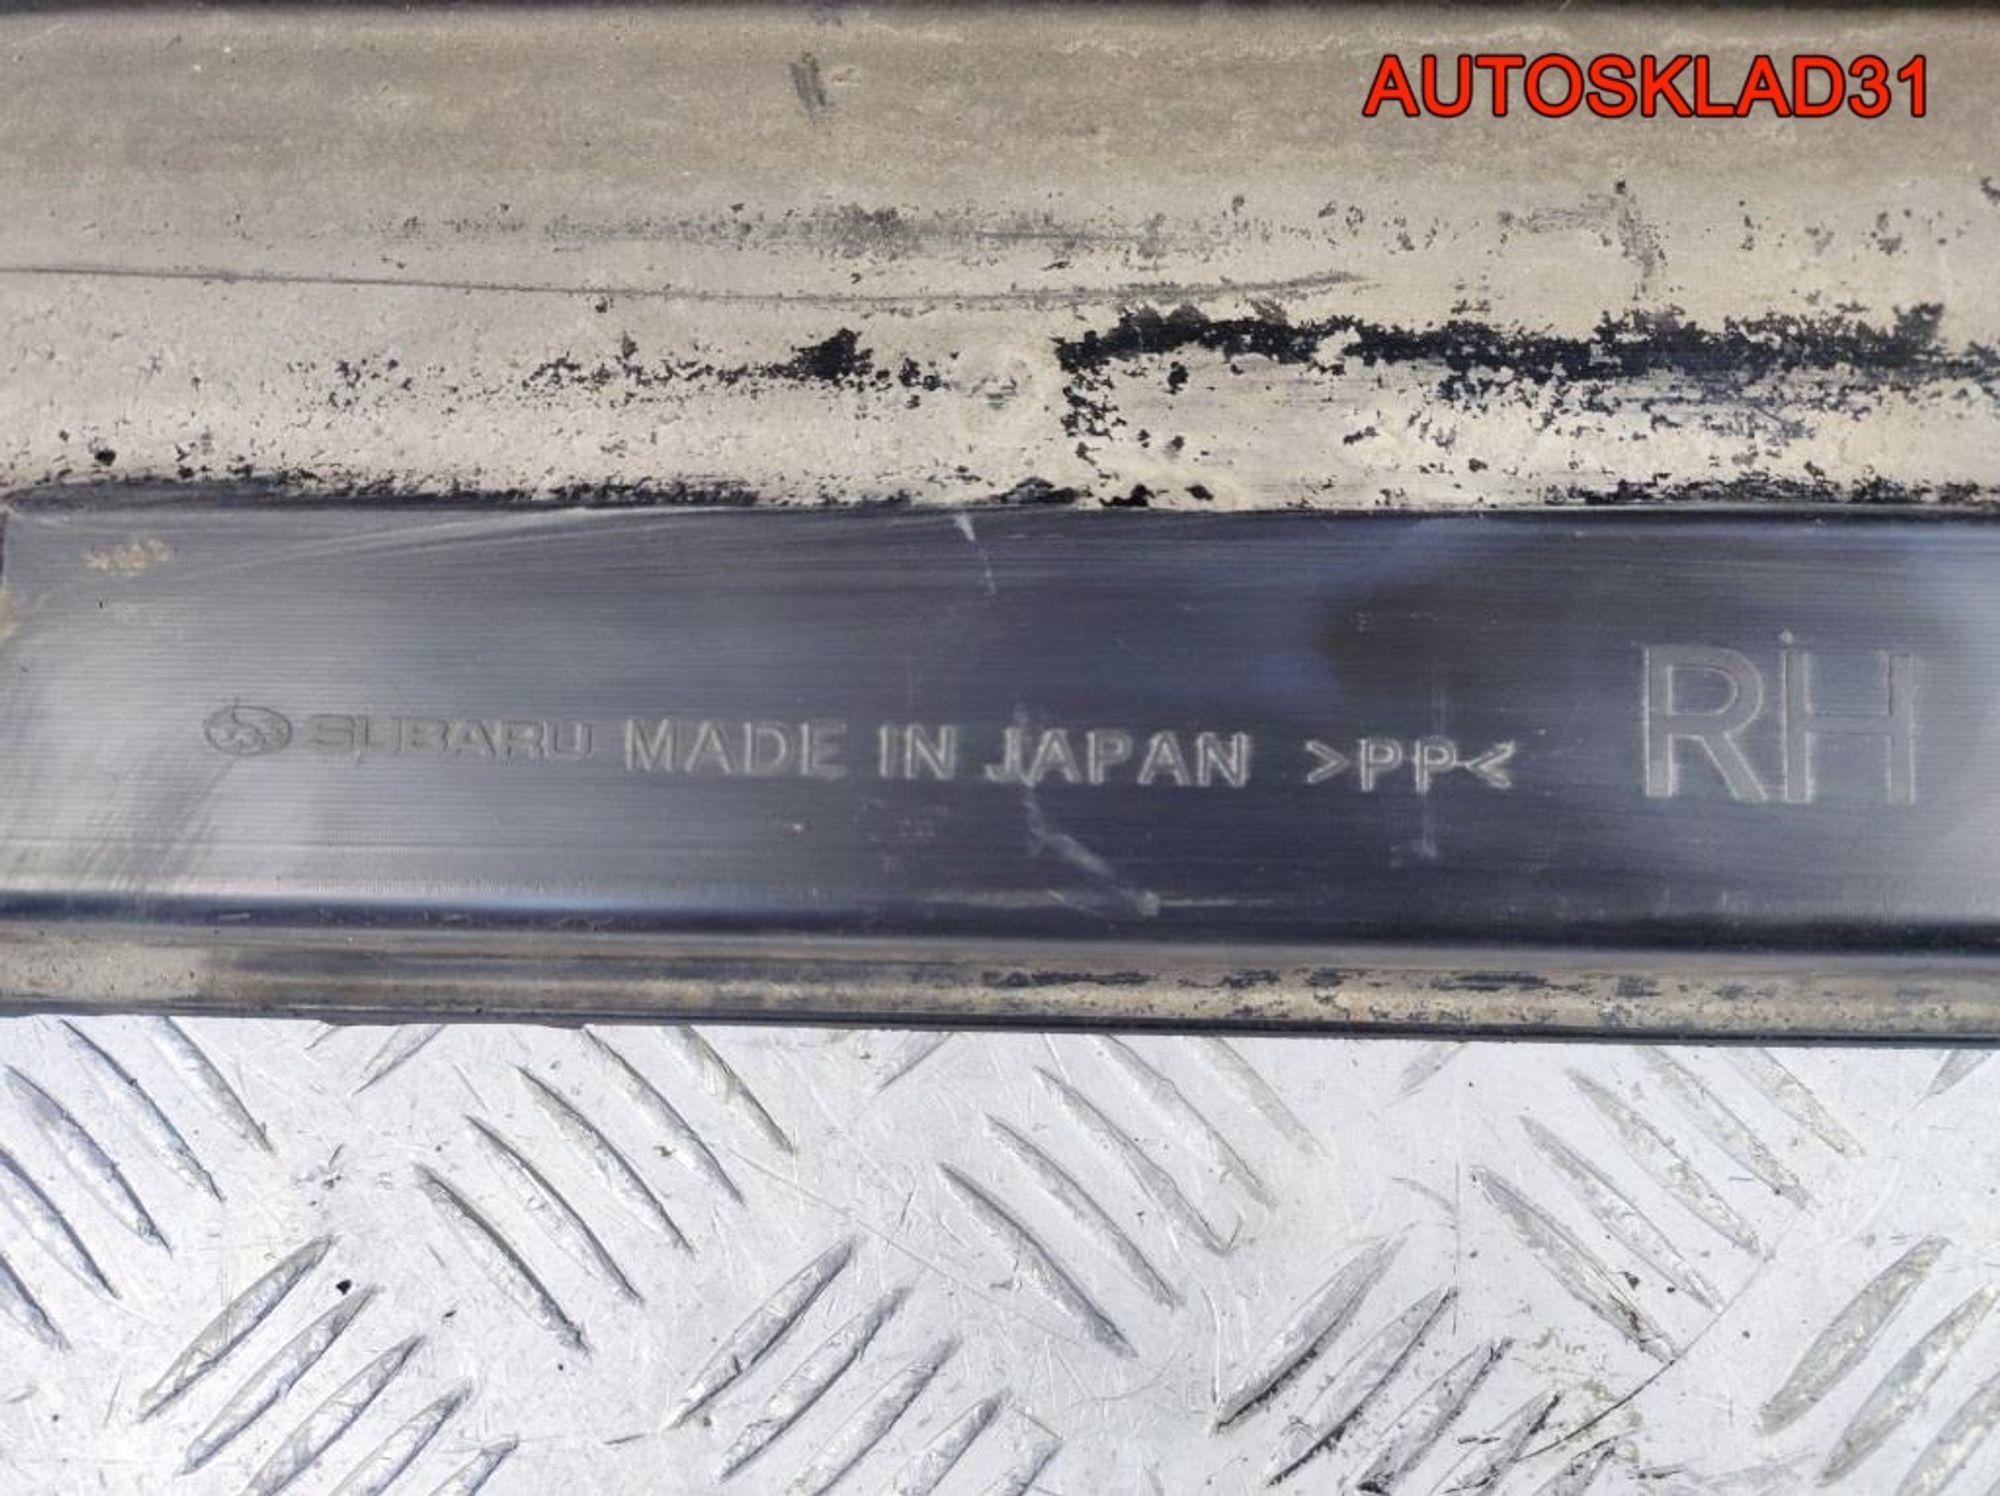 AUTOSKLAD31
SUBARU MADE IN JAPAN >PP< RH